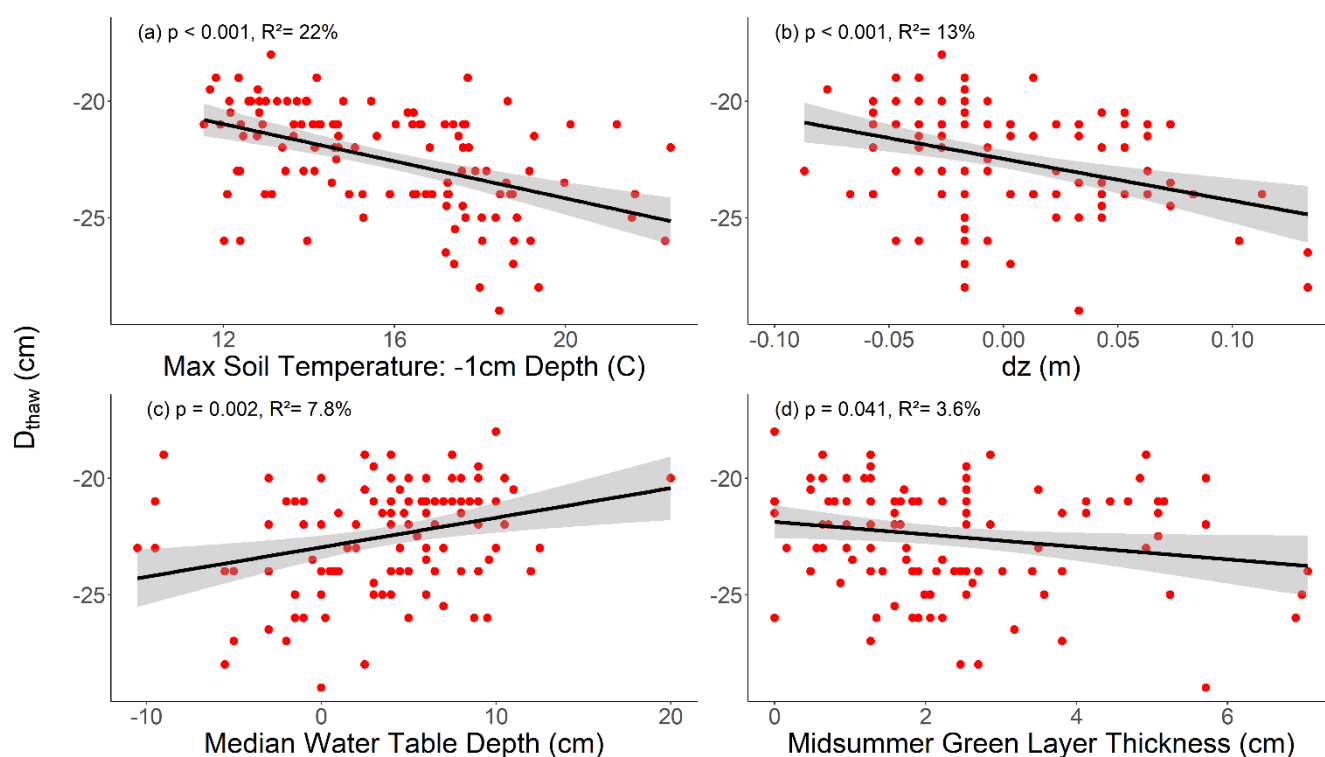 D_thaw (cm)
(a) p < 0.001, R²= 22%
-20
-25
12 16 20
Max Soil Temperature: -1cm Depth (C)
(b) p < 0.001, R²= 13%
-20
-25
-0.10 -0.05 0.00 0.05 0.10
dz (m)
(c) p = 0.002, R²= 7.8%
-20
-25
-10 0 10 20
Median Water Table Depth (cm)
(d) p = 0.041, R²= 3.6%
-20
-25
0 2 4 6
Midsummer Green Layer Thickness (cm)